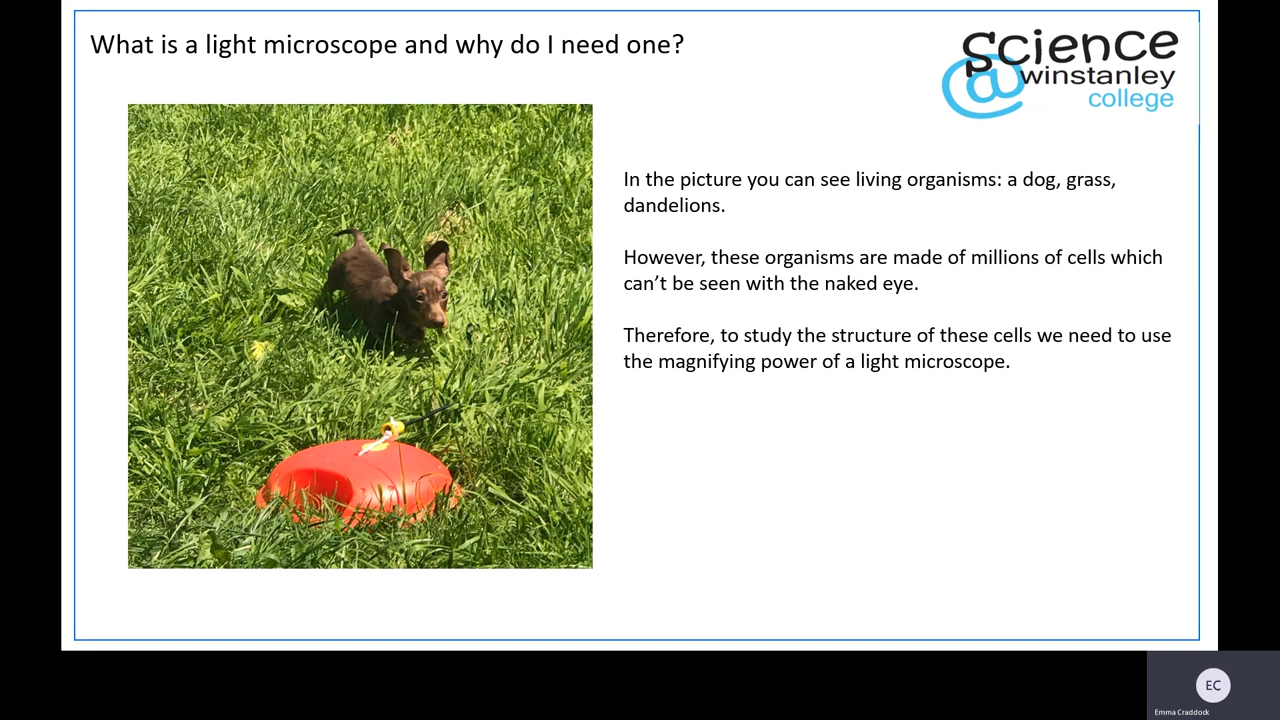 What is a light microscope and why do I need one?
science
@winstanley
college
In the picture you can see living organisms: a dog, grass,
dandelions.
However, these organisms are made of millions of cells which
can’t be seen with the naked eye.
Therefore, to study the structure of these cells we need to use
the magnifying power of a light microscope.
EC
Emma Craddock